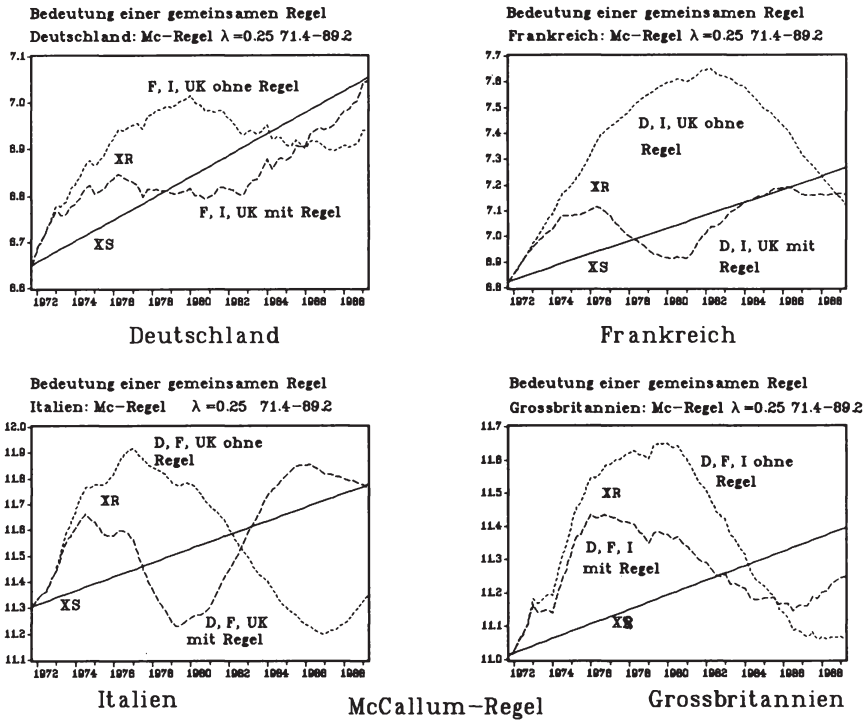 Bedeutung einer gemeinsamen Regel
Deutschland: Mc-Regel λ =0.25 71.4-89.2
7.1
7.0
6.9
6.8
6.7
6.6
F, I, UK ohne Regel
XR
F, I, UK mit Regel
XS
1972 1974 1976 1978 1980 1982 1984 1986 1988
Deutschland
Bedeutung einer gemeinsamen Regel
Frankreich: Mc-Regel λ =0.25 71.4-89.2
7.7
7.6
7.5
7.4
7.3
7.2
7.1
7.0
6.9
6.8
D, I, UK ohne
Regel
XR
D, I, UK mit
Regel
XS
1972 1974 1976 1978 1980 1982 1984 1986 1988
Frankreich
Bedeutung einer gemeinsamen Regel
Italien: Mc-Regel λ =0.25 71.4-89.2
12.0
11.9
11.8
11.7
11.6
11.5
11.4
11.3
11.2
11.1
D, F, UK ohne
Regel
XR
XS
D, F, UK
mit Regel
1972 1974 1976 1978 1980 1982 1984 1986 1988
Italien
Bedeutung einer gemeinsamen Regel
Grossbritannien: Mc-Regel λ =0.25 71.4-89.2
11.7
11.6
11.5
11.4
11.3
11.2
11.1
11.0
D, F, I ohne
Regel
XR
D, F, I
mit Regel
1972 1974 1976 1978 1980 1982 1984 1986 1988
Grossbritannien
McCallum-Regel